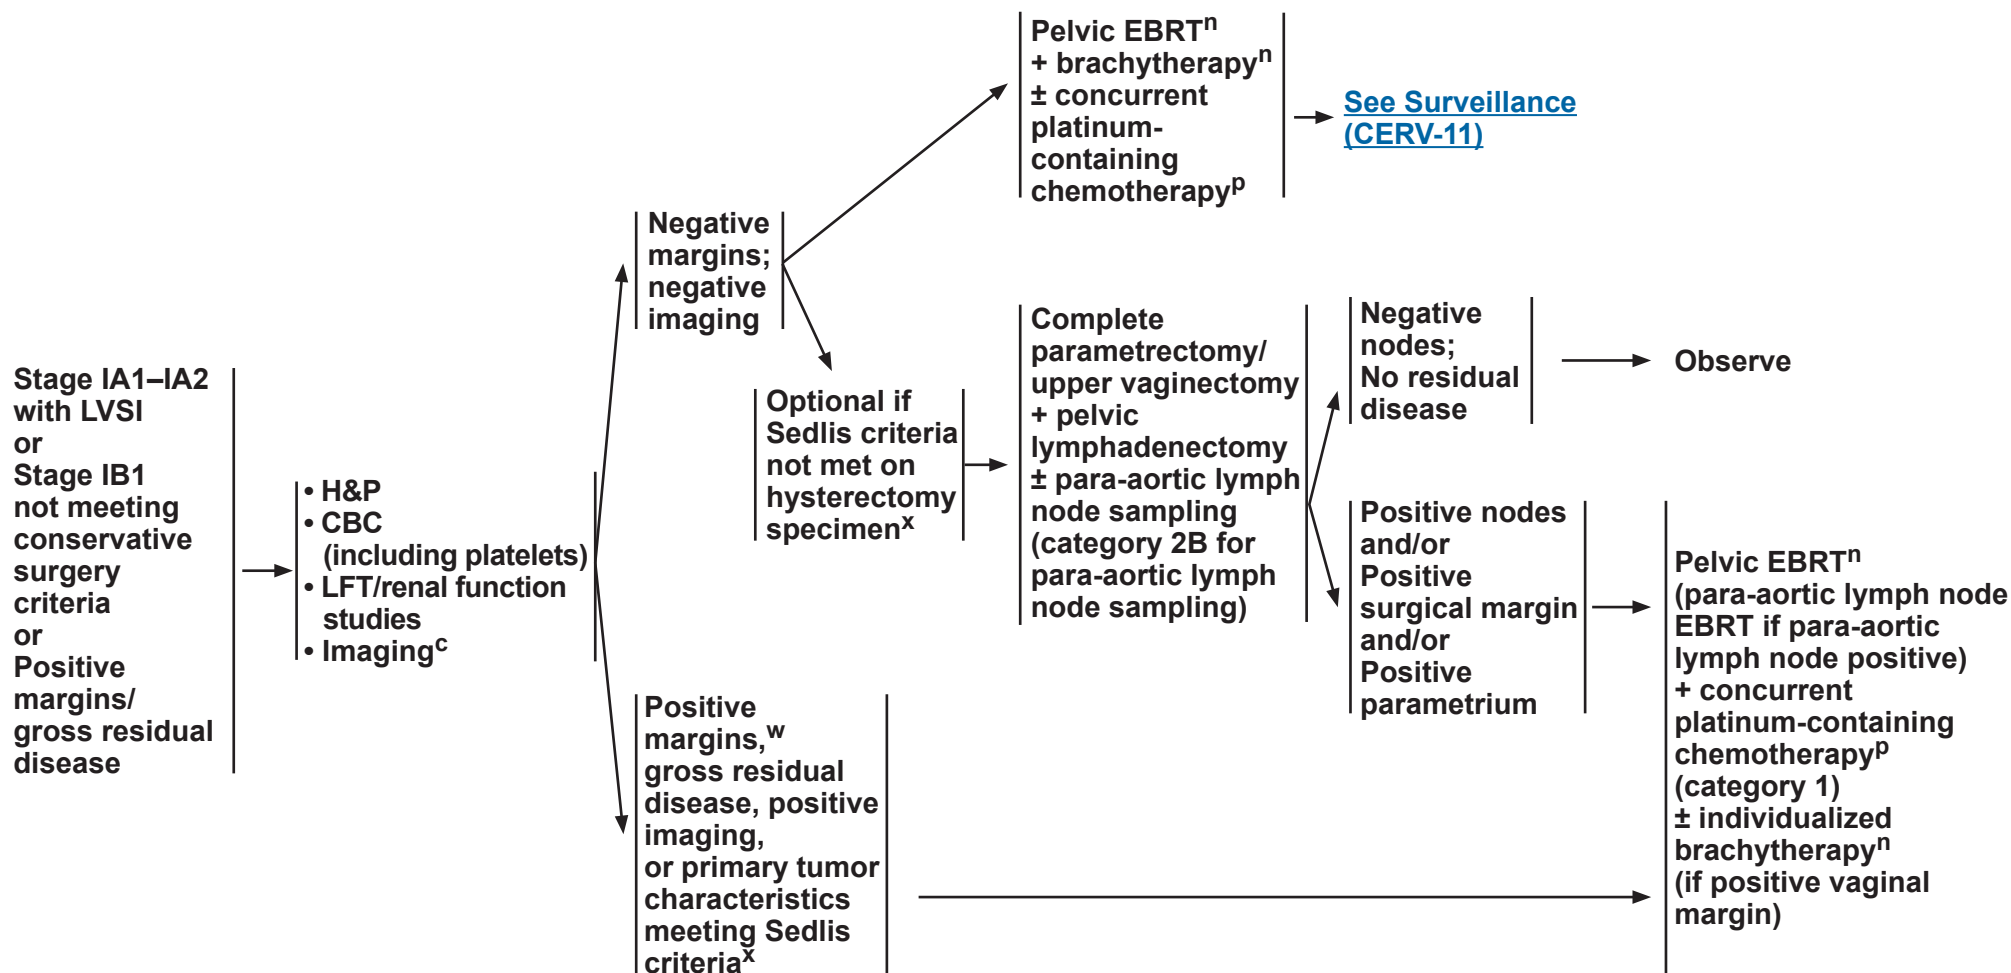 Stage IA1–IA2
with LVSI
or
Stage IB1
not meeting
conservative
surgery
criteria
or
Positive
margins/
gross residual
disease
• H&P
• CBC
(including platelets)
• LFT/renal function
studies
• Imagingᶜ
Negative
margins;
negative
imaging
Pelvic EBRTⁿ
+ brachytherapyⁿ
± concurrent
platinum-
containing
chemotherapyᵖ
See Surveillance
(CERV-11)
Optional if
Sedlis criteria
not met on
hysterectomy
specimenˣ
Complete
parametrectomy/
upper vaginectomy
+ pelvic
lymphadenectomy
± para-aortic lymph
node sampling
(category 2B for
para-aortic lymph
node sampling)
Negative
nodes;
No residual
disease
Observe
Positive nodes
and/or
Positive
surgical margin
and/or
Positive
parametrium
Positive
margins,ʷ
gross residual
disease, positive
imaging,
or primary tumor
characteristics
meeting Sedlis
criteriaˣ
Pelvic EBRTⁿ
(para-aortic lymph node
EBRT if para-aortic
lymph node positive)
+ concurrent
platinum-containing
chemotherapyᵖ
(category 1)
± individualized
brachytherapyⁿ
(if positive vaginal
margin)